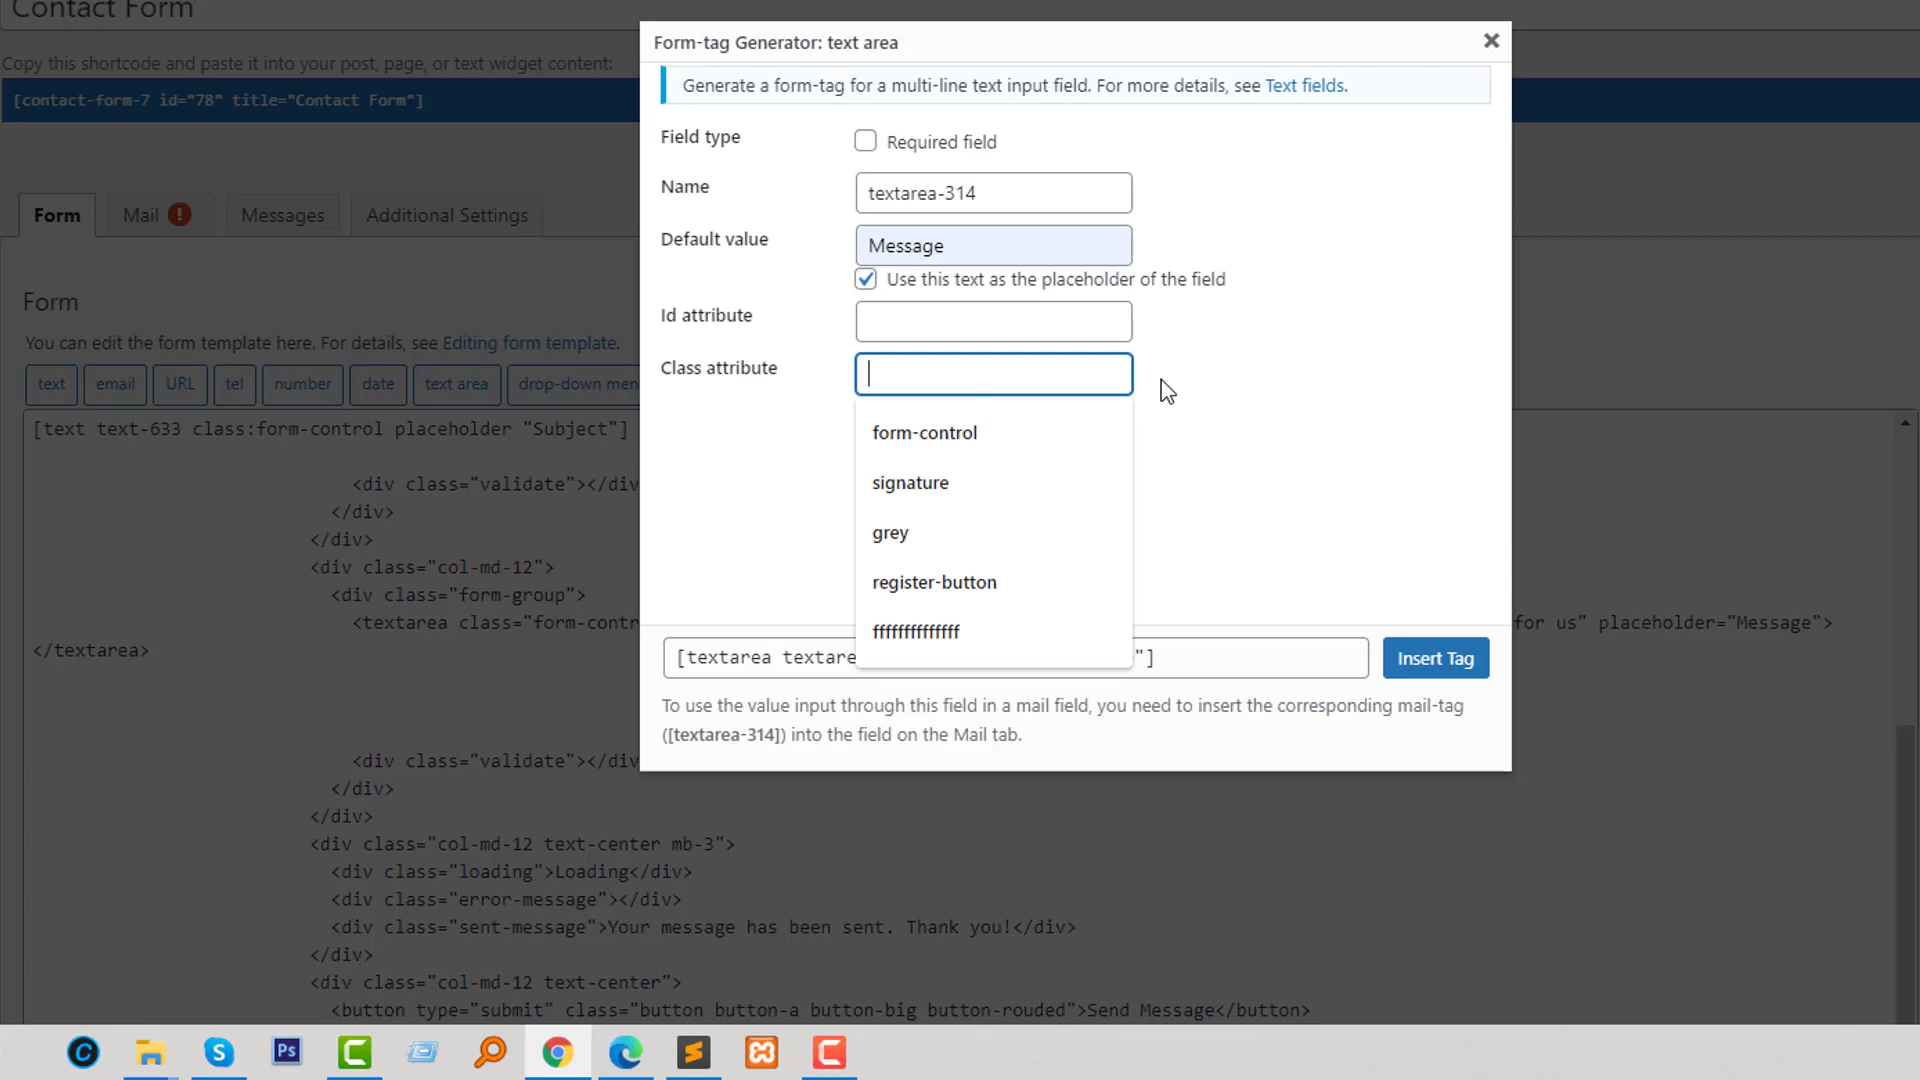 Contact Form
Copy this shortcode and paste it into your post, page, or text widget content:
[contact-form-7 id="78" title="Contact Form"]
Form
Mail !
Messages
Additional Settings
Form
You can edit the form template here. For details, see Editing form template.
text
email
URL
tel
number
date
text area
drop-down men
[text text-633 class:form-control placeholder "Subject"]
<div class="validate"></div
</div>
</div>
<div class="col-md-12">
<div class="form-group">
<textarea class="form-contr for us" placeholder="Message">
</textarea>
<div class="validate"></div
</div>
</div>
<div class="col-md-12 text-center mb-3">
<div class="loading">Loading</div>
<div class="error-message"></div>
<div class="sent-message">Your message has been sent. Thank you!</div>
</div>
<div class="col-md-12 text-center">
<button type="submit" class="button button-a button-big button-rouded">Send Message</button>
Form-tag Generator: text area
Generate a form-tag for a multi-line text input field. For more details, see Text fields.
Field type
Required field
Name
textarea-314
Default value
Message
Use this text as the placeholder of the field
Id attribute
Class attribute
form-control
signature
grey
register-button
ffffffffffffff
[textarea textare "]
Insert Tag
To use the value input through this field in a mail field, you need to insert the corresponding mail-tag
([textarea-314]) into the field on the Mail tab.
Ps